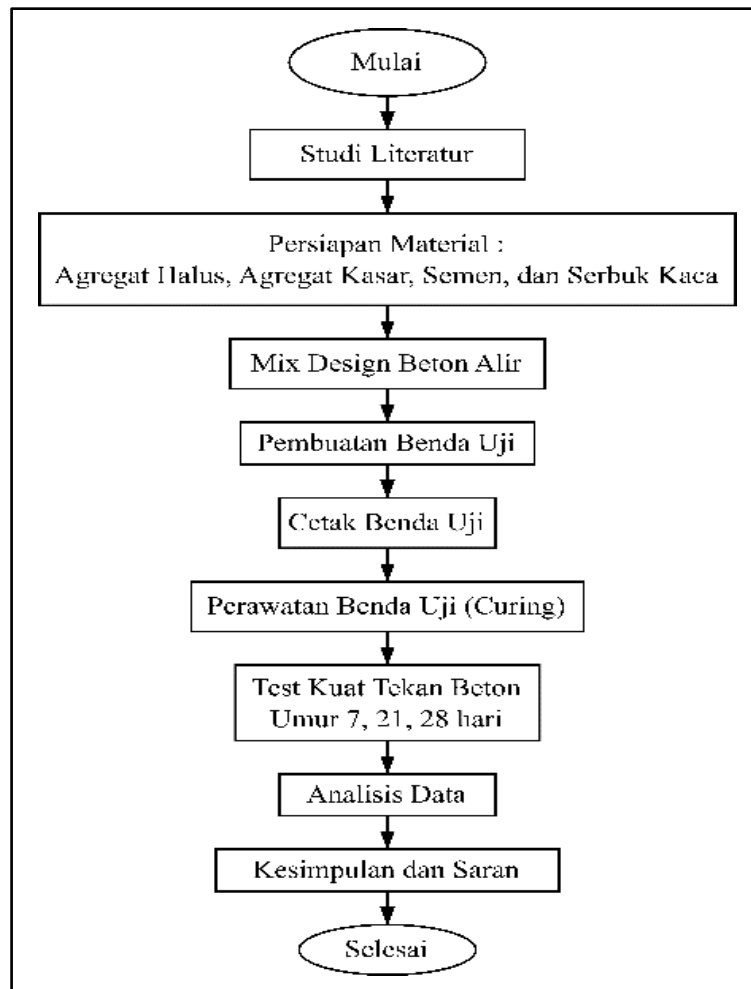 Mulai
Studi Literatur
Persiapan Material :
Agregat Halus, Agregat Kasar, Semen, dan Serbuk Kaca
Mix Design Beton Alir
Pembuatan Benda Uji
Cetak Benda Uji
Perawatan Benda Uji (Curing)
Test Kuat Tekan Beton
Umur 7, 21, 28 hari
Analisis Data
Kesimpulan dan Saran
Selesai